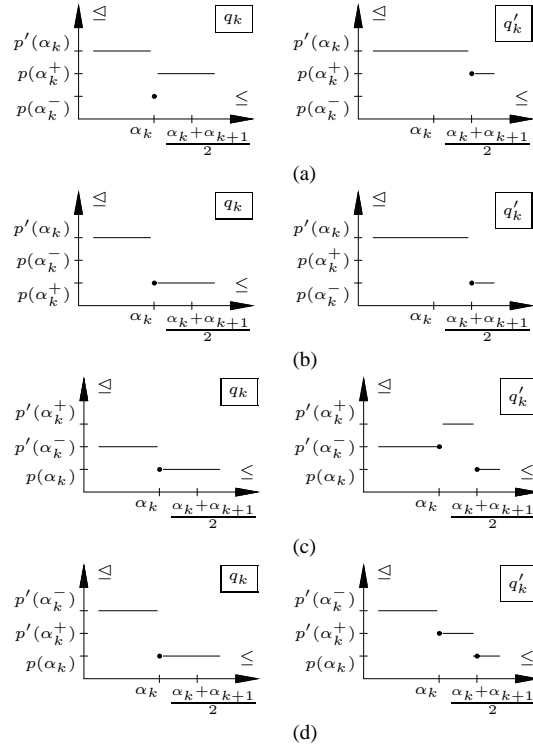 ⊴ q_k ⊴ q'_k
p'(α_k)
p(α_k^+)
p(α_k^-) ≤ ≤
α_k (α_k+α_{k+1})/2 α_k (α_k+α_{k+1})/2
(a)
⊴ q_k ⊴ q'_k
p'(α_k) p'(α_k)
p(α_k^-) p(α_k^+)
p(α_k^+) ≤ p(α_k^-) ≤
α_k (α_k+α_{k+1})/2 α_k (α_k+α_{k+1})/2
(b)
⊴ q_k ⊴ q'_k
p'(α_k^+) p'(α_k^+)
p'(α_k^-) p'(α_k^-)
p(α_k) ≤ p(α_k) ≤
α_k (α_k+α_{k+1})/2 α_k (α_k+α_{k+1})/2
(c)
⊴ q_k ⊴ q'_k
p'(α_k^-) p'(α_k^-)
p'(α_k^+) p'(α_k^+)
p(α_k) ≤ p(α_k) ≤
α_k (α_k+α_{k+1})/2 α_k (α_k+α_{k+1})/2
(d)